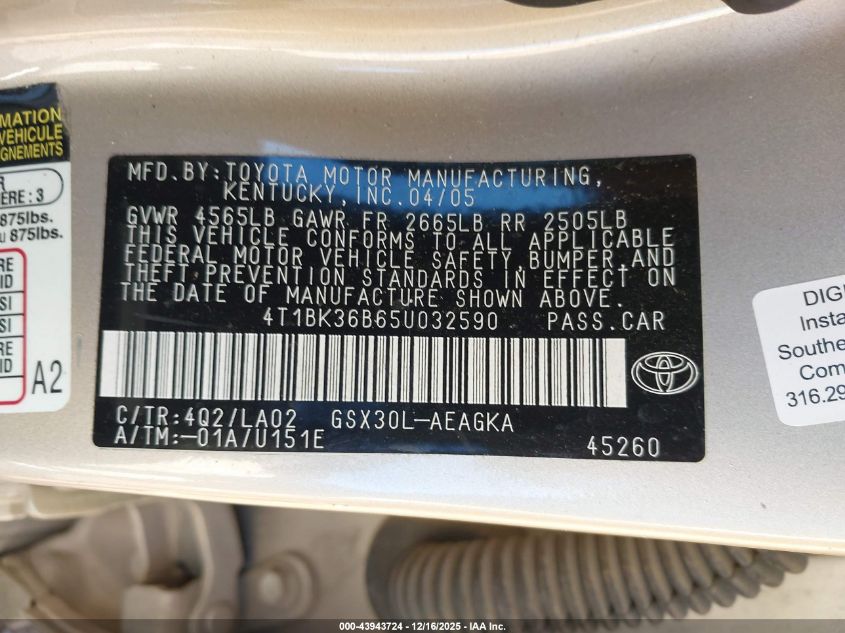 MATION
VEHICULE
GNEMENTS
R
ERE : 3
875lbs.
U 875lbs.
RE
ID
SI
SI
RE
ID
A2
MFD.BY:TOYOTA MOTOR MANUFACTURING,
KENTUCKY, INC.04/05
GVWR 4565LB GAWR FR 2665LB RR 2505LB
THIS VEHICLE CONFORMS TO ALL APPLICABLE
FEDERAL MOTOR VEHICLE SAFETY, BUMPER,AND
THEFT PREVENTION STANDARDS IN EFFECT ON
THE DATE OF MANUFACTURE SHOWN ABOVE.
4T1BK36B65U032590 PASS.CAR
C/TR:4Q2/LA02 GSX30L-AEAGKA
A/TM:-01A/U151E 45260
DIGI
Insta
Southe
Com
316.29
000-43943724 - 12/16/2025 - IAA Inc.